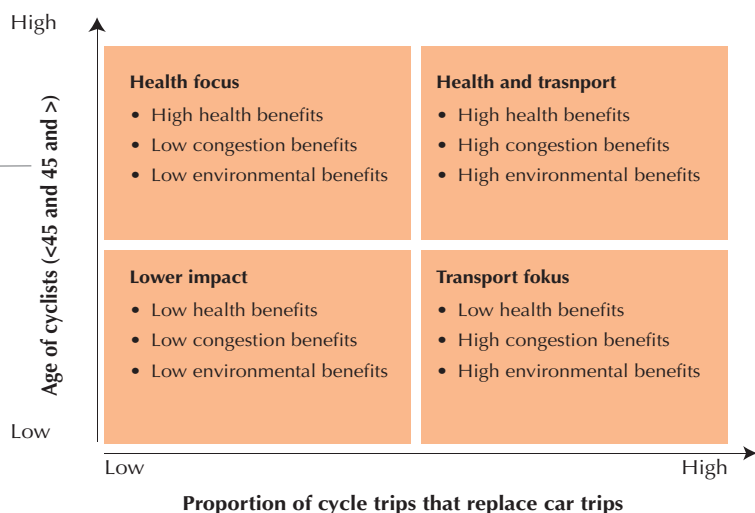 High
Age of cyclists (<45 and 45 and >)
Health focus
• High health benefits
• Low congestion benefits
• Low environmental benefits
Health and trasnport
• High health benefits
• High congestion benefits
• High environmental benefits
Lower impact
• Low health benefits
• Low congestion benefits
• Low environmental benefits
Transport fokus
• Low health benefits
• High congestion benefits
• High environmental benefits
Low
Low
High
Proportion of cycle trips that replace car trips